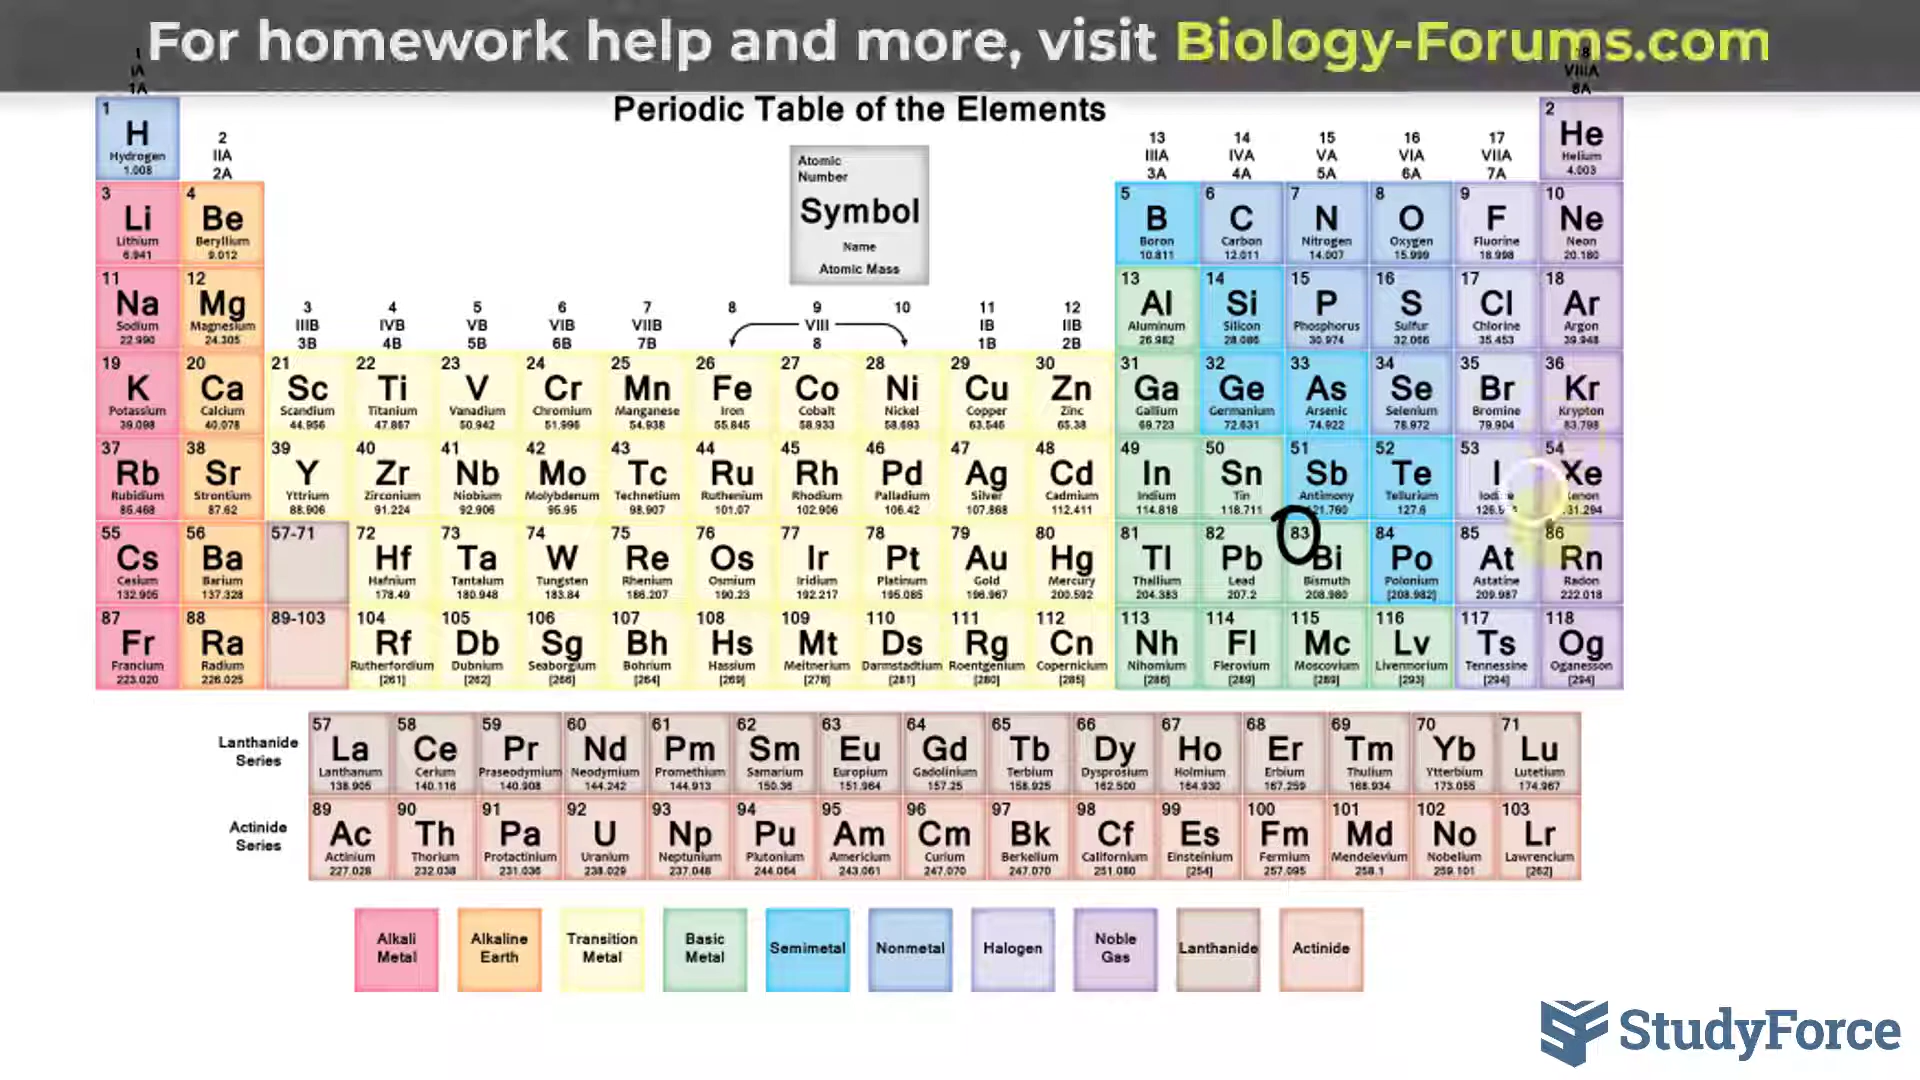 For homework help and more, visit Biology-Forums.com
Periodic Table of the Elements
1 IA 1A
18 VIIIA 8A
2 IIA 2A
13 IIIA 3A
14 IVA 4A
15 VA 5A
16 VIA 6A
17 VIIA 7A
Atomic Number
Symbol
Name
Atomic Mass
1 H Hydrogen 1.008
2 He Helium 4.003
3 Li Lithium 6.941
4 Be Beryllium 9.012
5 B Boron 10.811
6 C Carbon 12.011
7 N Nitrogen 14.007
8 O Oxygen 15.999
9 F Fluorine 18.998
10 Ne Neon 20.180
11 Na Sodium 22.990
12 Mg Magnesium 24.305
3 IIIB 3B
4 IVB 4B
5 VB 5B
6 VIB 6B
7 VIIB 7B
8 9 10
VIII
8
11 IB 1B
12 IIB 2B
13 Al Aluminum 26.982
14 Si Silicon 28.086
15 P Phosphorus 30.974
16 S Sulfur 32.066
17 Cl Chlorine 35.453
18 Ar Argon 39.948
19 K Potassium 39.098
20 Ca Calcium 40.078
21 Sc Scandium 44.956
22 Ti Titanium 47.867
23 V Vanadium 50.942
24 Cr Chromium 51.996
25 Mn Manganese 54.938
26 Fe Iron 55.845
27 Co Cobalt 58.933
28 Ni Nickel 58.693
29 Cu Copper 63.546
30 Zn Zinc 65.38
31 Ga Gallium 69.723
32 Ge Germanium 72.631
33 As Arsenic 74.922
34 Se Selenium 78.972
35 Br Bromine 79.904
36 Kr Krypton 83.798
37 Rb Rubidium 85.468
38 Sr Strontium 87.62
39 Y Yttrium 88.906
40 Zr Zirconium 91.224
41 Nb Niobium 92.906
42 Mo Molybdenum 95.95
43 Tc Technetium 98.907
44 Ru Ruthenium 101.07
45 Rh Rhodium 102.906
46 Pd Palladium 106.42
47 Ag Silver 107.868
48 Cd Cadmium 112.411
49 In Indium 114.818
50 Sn Tin 118.711
51 Sb Antimony 121.760
52 Te Tellurium 127.6
53 I
54 Xe
55 Cs Cesium 132.905
56 Ba Barium 137.328
57-71
72 Hf Hafnium 178.49
73 Ta Tantalum 180.948
74 W Tungsten 183.84
75 Re Rhenium 186.207
76 Os Osmium 190.23
77 Ir Iridium 192.217
78 Pt Platinum 195.085
79 Au Gold 196.967
80 Hg Mercury 200.592
81 Tl Thallium 204.383
82 Pb Lead 207.2
83 Bi Bismuth 208.980
84 Po Polonium [208.982]
85 At Astatine 209.987
86 Rn Radon 222.018
87 Fr Francium 223.020
88 Ra Radium 226.025
89-103
104 Rf Rutherfordium [261]
105 Db Dubnium [262]
106 Sg Seaborgium [266]
107 Bh Bohrium [264]
108 Hs Hassium [269]
109 Mt Meitnerium [278]
110 Ds Darmstadtium [281]
111 Rg Roentgenium [280]
112 Cn Copernicium [285]
113 Nh Nihonium [286]
114 Fl Flerovium [289]
115 Mc Moscovium [289]
116 Lv Livermorium [293]
117 Ts Tennessine [294]
118 Og Oganesson [294]
Lanthanide Series
57 La Lanthanum 138.905
58 Ce Cerium 140.116
59 Pr Praseodymium 140.908
60 Nd Neodymium 144.242
61 Pm Promethium 144.913
62 Sm Samarium 150.36
63 Eu Europium 151.964
64 Gd Gadolinium 157.25
65 Tb Terbium 158.925
66 Dy Dysprosium 162.500
67 Ho Holmium 164.930
68 Er Erbium 167.259
69 Tm Thulium 168.934
70 Yb Ytterbium 173.055
71 Lu Lutetium 174.967
Actinide Series
89 Ac Actinium 227.028
90 Th Thorium 232.038
91 Pa Protactinium 231.036
92 U Uranium 238.029
93 Np Neptunium 237.048
94 Pu Plutonium 244.064
95 Am Americium 243.061
96 Cm Curium 247.070
97 Bk Berkelium 247.070
98 Cf Californium 251.080
99 Es Einsteinium [254]
100 Fm Fermium 257.095
101 Md Mendelevium 258.1
102 No Nobelium 259.101
103 Lr Lawrencium [262]
Alkali Metal
Alkaline Earth
Transition Metal
Basic Metal
Semimetal
Nonmetal
Halogen
Noble Gas
Lanthanide
Actinide
StudyForce